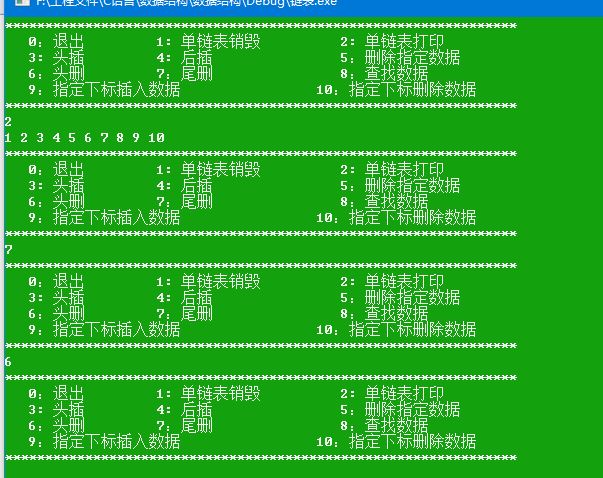 F:\工程文件\C语言\数据结构\数据结构\Debug\链表.exe
****************************************************************
0：退出 1：单链表销毁 2：单链表打印
3：头插 4：后插 5：删除指定数据
6：头删 7：尾删 8：查找数据
9：指定下标插入数据 10：指定下标删除数据
****************************************************************
2
1 2 3 4 5 6 7 8 9 10
****************************************************************
0：退出 1：单链表销毁 2：单链表打印
3：头插 4：后插 5：删除指定数据
6：头删 7：尾删 8：查找数据
9：指定下标插入数据 10：指定下标删除数据
****************************************************************
7
****************************************************************
0：退出 1：单链表销毁 2：单链表打印
3：头插 4：后插 5：删除指定数据
6：头删 7：尾删 8：查找数据
9：指定下标插入数据 10：指定下标删除数据
****************************************************************
6
****************************************************************
0：退出 1：单链表销毁 2：单链表打印
3：头插 4：后插 5：删除指定数据
6：头删 7：尾删 8：查找数据
9：指定下标插入数据 10：指定下标删除数据
****************************************************************